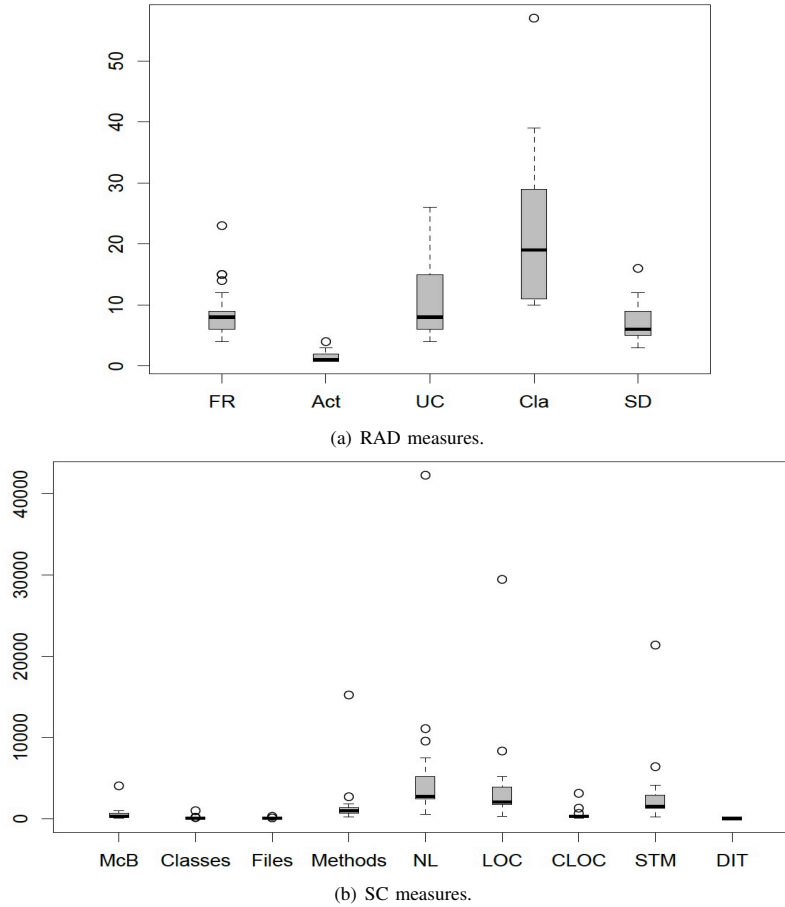 50
40
30
20
10
0
FR Act UC Cla SD
(a) RAD measures.
40000
30000
20000
10000
0
McB Classes Files Methods NL LOC CLOC STM DIT
(b) SC measures.